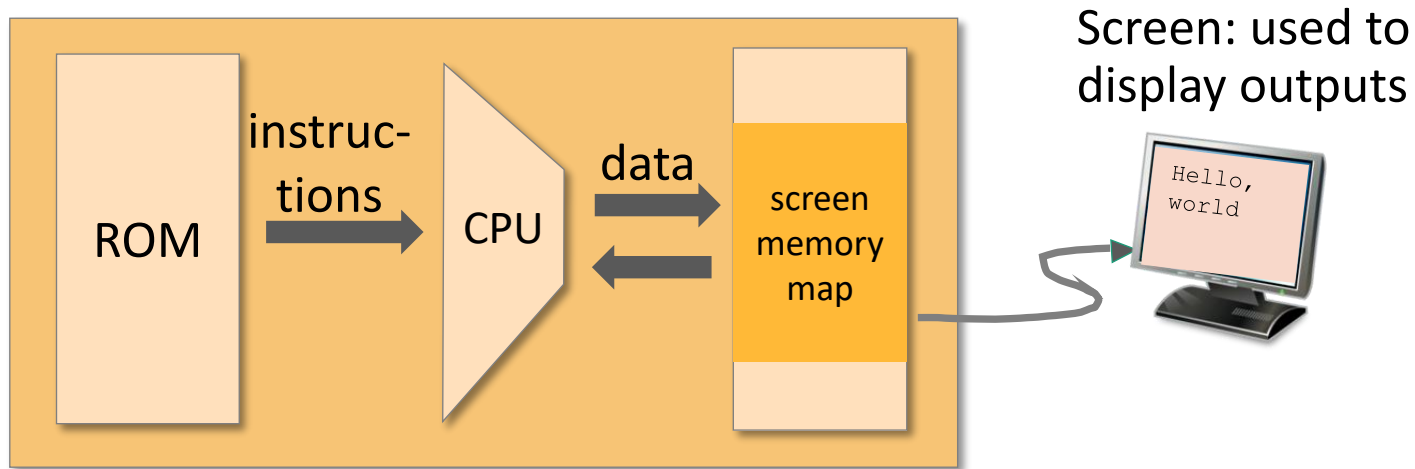 ROM
instruc-
tions
CPU
data
screen
memory
map
Screen: used to
display outputs
Hello,
world